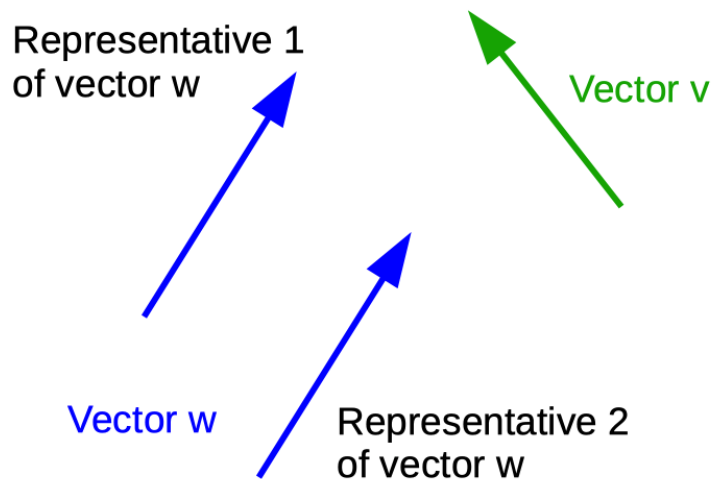 Representative 1
of vector w
Vector v
Vector w
Representative 2
of vector w